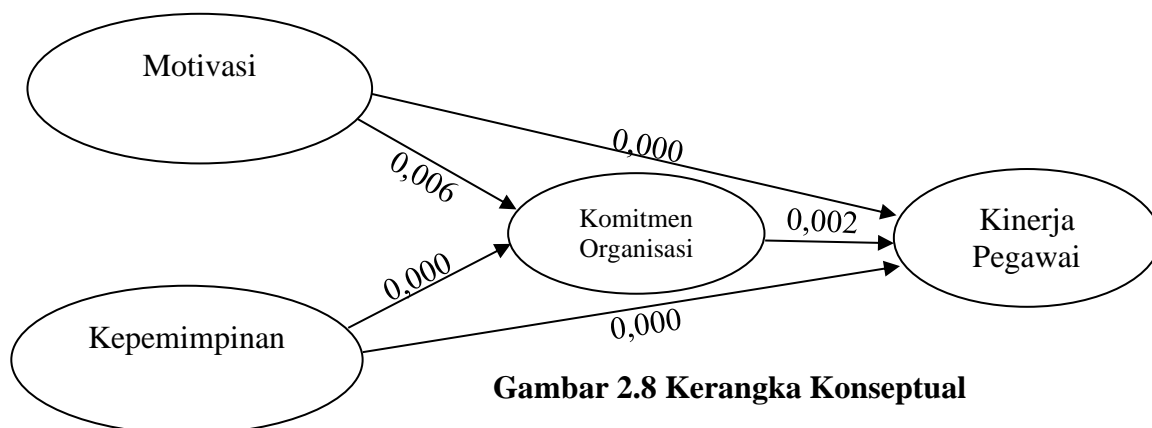 Motivasi
0,000
0,006
Komitmen
Organisasi
0,002
Kinerja
Pegawai
0,000
Kepemimpinan
0,000
Gambar 2.8 Kerangka Konseptual